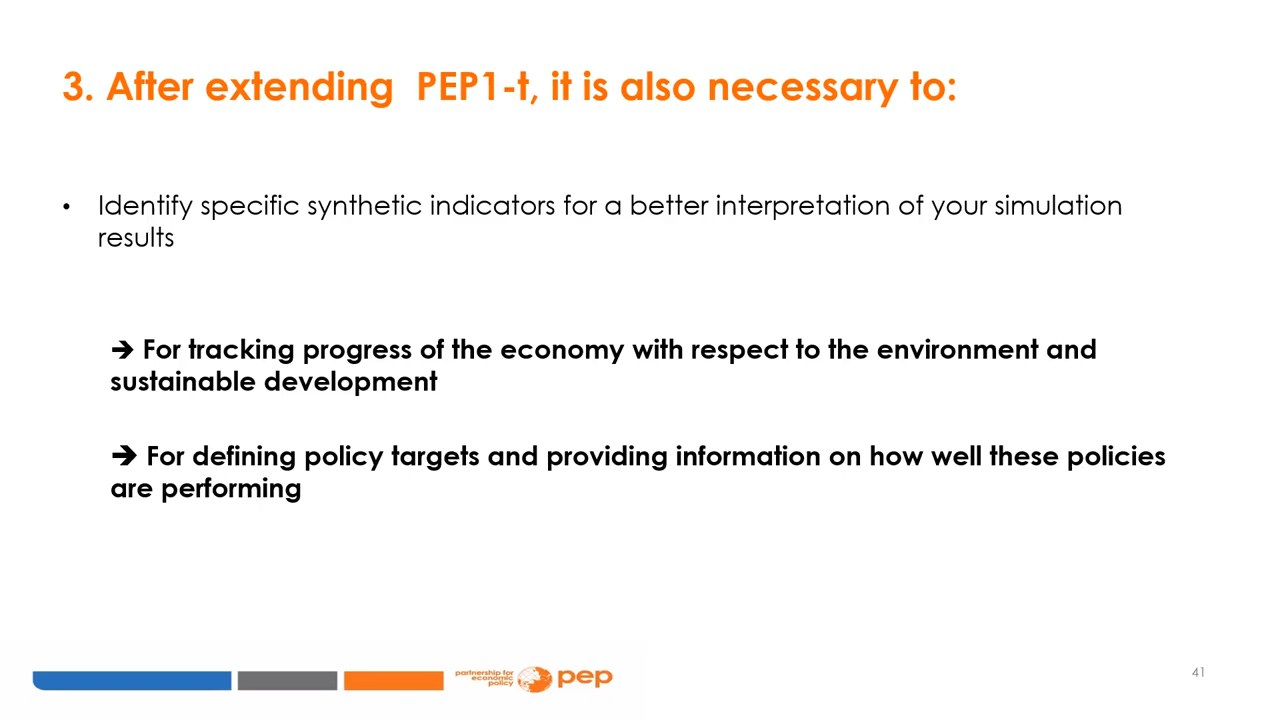 3. After extending  PEP1-t, it is also necessary to:
• Identify specific synthetic indicators for a better interpretation of your simulation
results
➔ For tracking progress of the economy with respect to the environment and
sustainable development
➔ For defining policy targets and providing information on how well these policies
are performing
partnership for
economic
policy
pep
41